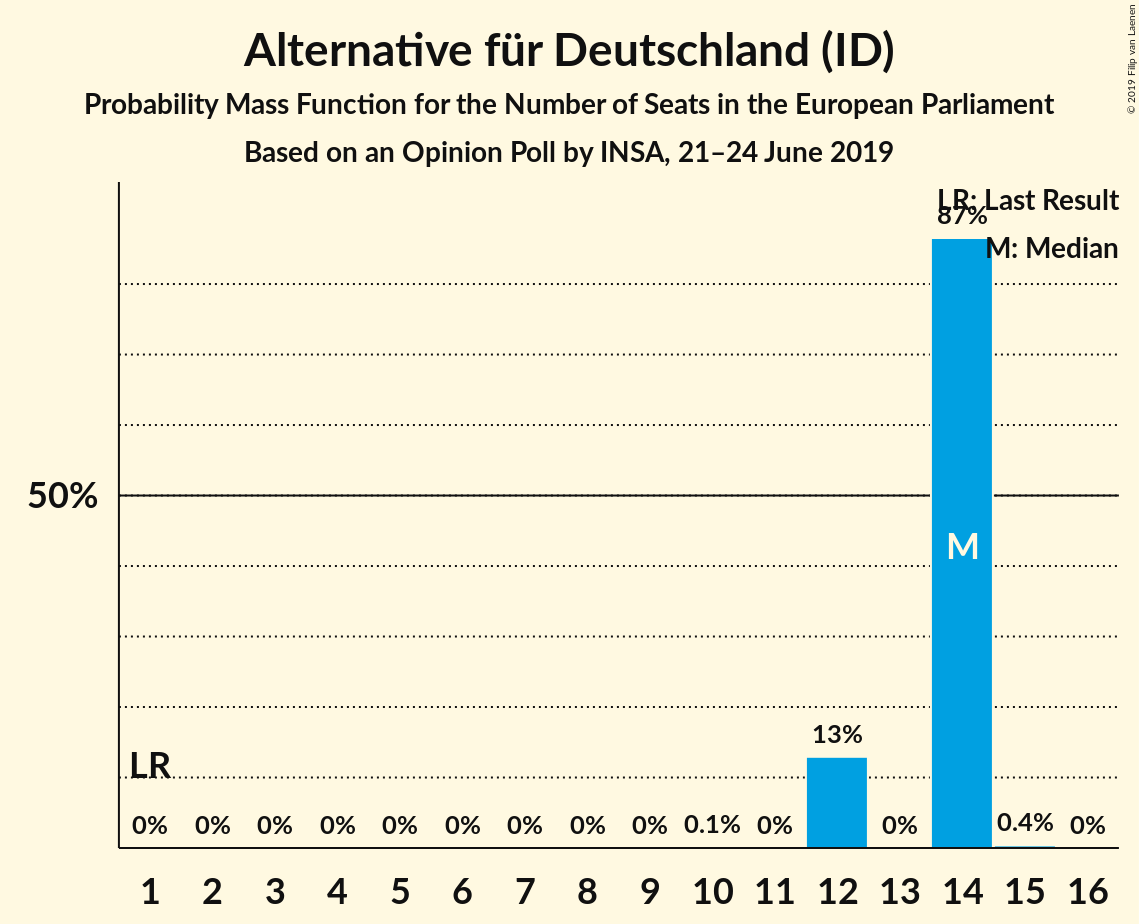 Alternative für Deutschland (ID)
Probability Mass Function for the Number of Seats in the European Parliament
Based on an Opinion Poll by INSA, 21–24 June 2019
© 2019 Filip van Laenen
LR: Last Result
87%
M: Median
50%
M
13%
LR
0% 0% 0% 0% 0% 0% 0% 0% 0% 0.1% 0% 0% 0.4% 0%
1 2 3 4 5 6 7 8 9 10 11 12 13 14 15 16